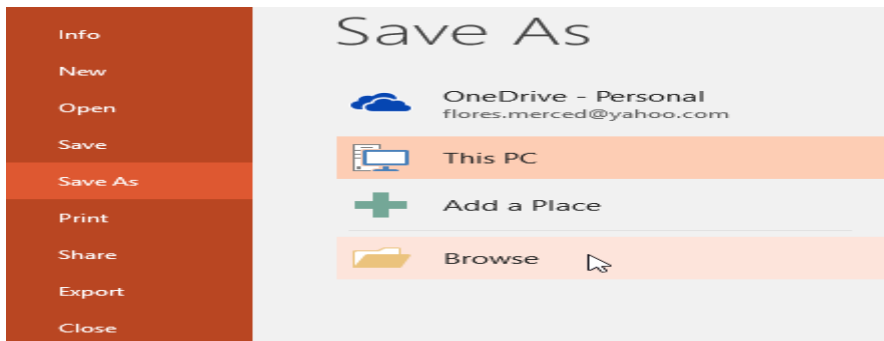 Info
New
Open
Save
Save As
Print
Share
Export
Close
Save As
OneDrive - Personal
flores.merced@yahoo.com
This PC
Add a Place
Browse